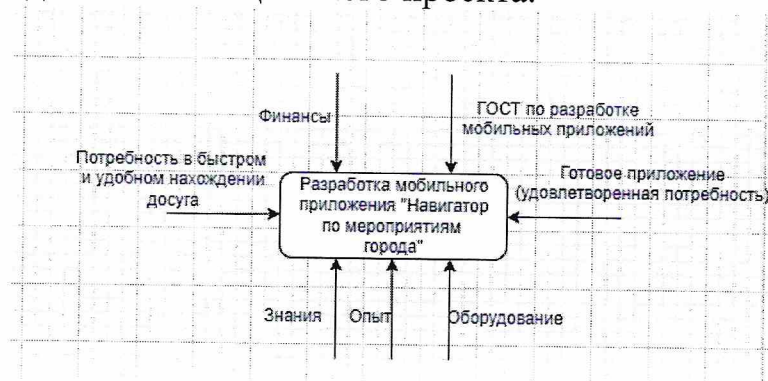 проекта.
Финансы
ГОСТ по разработке
мобильных приложений
Потребность в быстром
и удобном нахождении
досуга
Разработка мобильного
приложения "Навигатор
по мероприятиям
города"
Готовое приложение
(удовлетворенная потребность)
Знания
Опыт
Оборудование